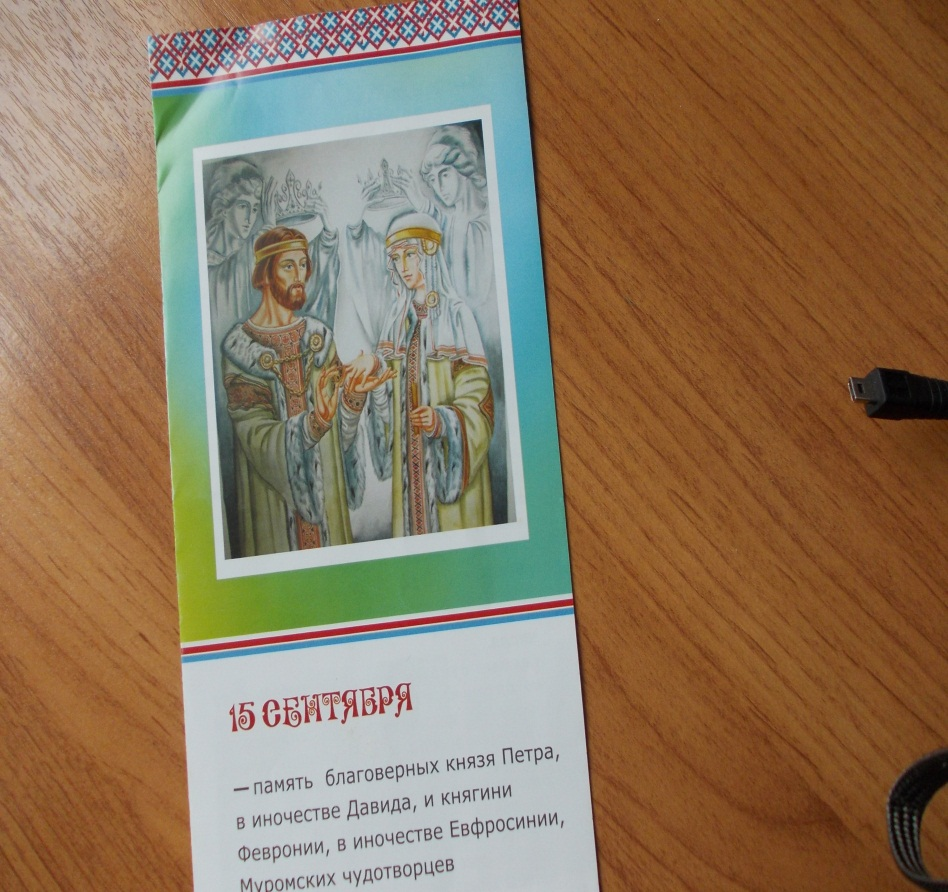 15 СЕНТЯБРЯ
— память благоверных князя Петра,
в иночестве Давида, и княгини
Февронии, в иночестве Евфросинии,
Муромских чудотворцев